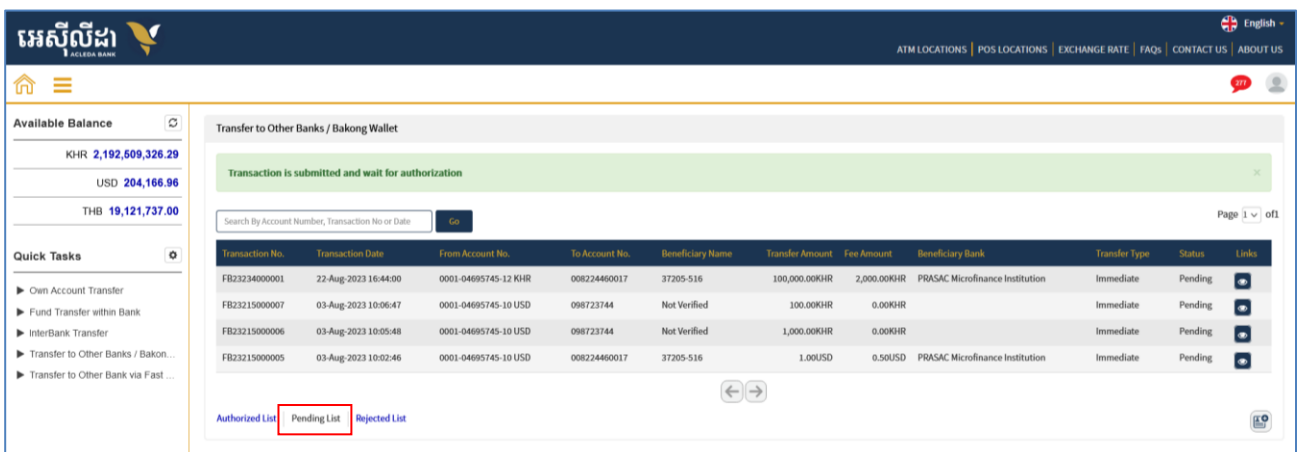 English
អេស៊ីលីដា
ACLEDA BANK
ATM LOCATIONS | POS LOCATIONS | EXCHANGE RATE | FAQs | CONTACT US | ABOUT US
277
Available Balance
KHR 2,192,509,326.29
USD 204,166.96
THB 19,121,737.00
Quick Tasks
Own Account Transfer
Fund Transfer within Bank
InterBank Transfer
Transfer to Other Banks / Bakon...
Transfer to Other Bank via Fast ...
Transfer to Other Banks / Bakong Wallet
Transaction is submitted and wait for authorization ×
Search By Account Number, Transaction No or Date Go Page 1 of1
Transaction No. Transaction Date From Account No. To Account No. Beneficiary Name Transfer Amount Fee Amount Beneficiary Bank Transfer Type Status Links
FB23234000001 22-Aug-2023 16:44:00 0001-04695745-12 KHR 008224460017 37205-516 100,000.00KHR 2,000.00KHR PRASAC Microfinance Institution Immediate Pending
FB23215000007 03-Aug-2023 10:06:47 0001-04695745-10 USD 098723744 Not Verified 100.00KHR 0.00KHR Immediate Pending
FB23215000006 03-Aug-2023 10:05:48 0001-04695745-10 USD 098723744 Not Verified 1,000.00KHR 0.00KHR Immediate Pending
FB23215000005 03-Aug-2023 10:02:46 0001-04695745-10 USD 008224460017 37205-516 1.00USD 0.50USD PRASAC Microfinance Institution Immediate Pending
Authorized List Pending List Rejected List